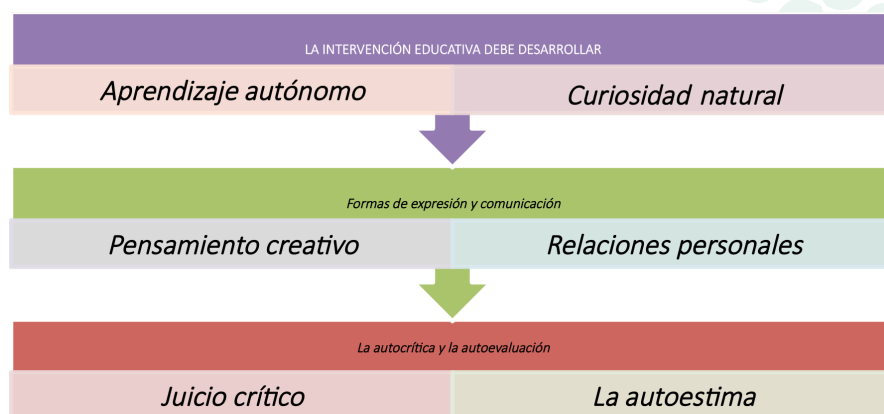 LA INTERVENCIÓN EDUCATIVA DEBE DESARROLLAR
Aprendizaje autónomo
Curiosidad natural
Formas de expresión y comunicación
Pensamiento creativo
Relaciones personales
La autocrítica y la autoevaluación
Juicio crítico
La autoestima